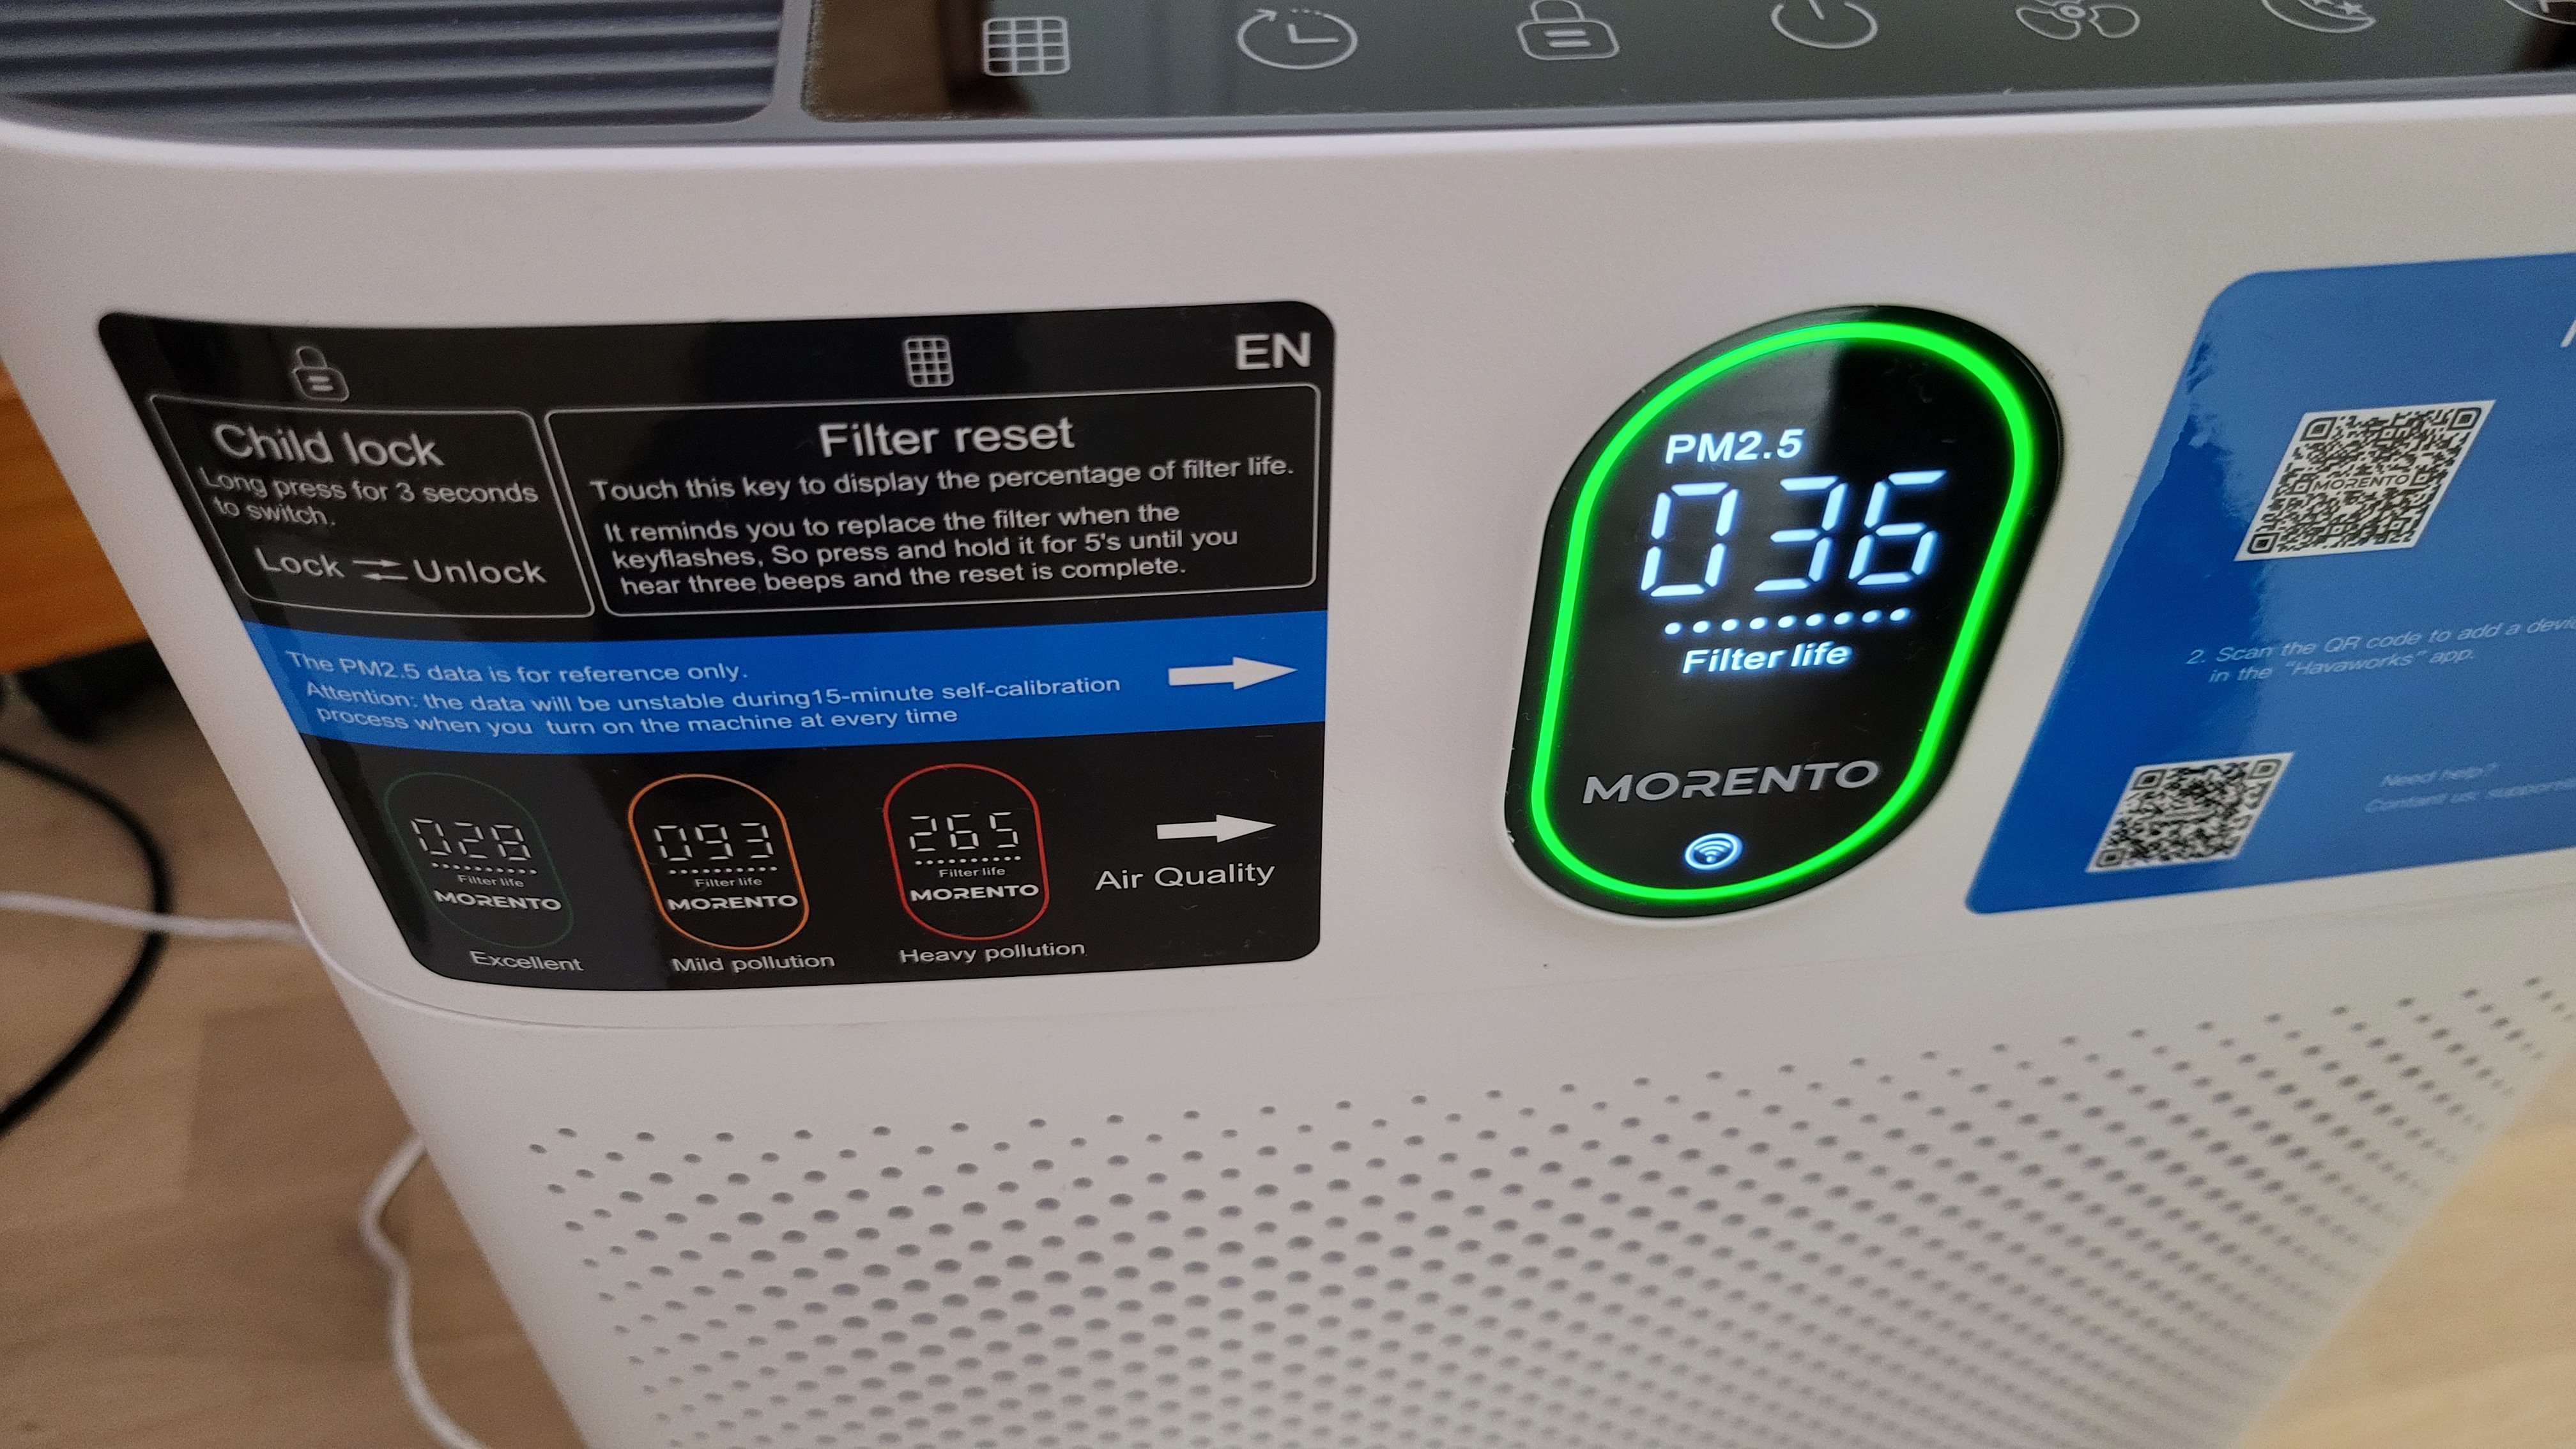 EN
Child lock
Long press for 3 seconds
to switch.
Lock ⇌ Unlock
Filter reset
Touch this key to display the percentage of filter life.
It reminds you to replace the filter when the
keyflashes, So press and hold it for 5's until you
hear three beeps and the reset is complete.
The PM2.5 data is for reference only.
Attention: the data will be unstable during15-minute self-calibration
process when you turn on the machine at every time
028
Filter life
MORENTO
Excellent
093
Filter life
MORENTO
Mild pollution
265
Filter life
MORENTO
Heavy pollution
Air Quality
PM2.5
036
Filter life
MORENTO
MORENTO
2. Scan the QR code to add a
in the "Havaworks" app.
Need help?
Contact us: